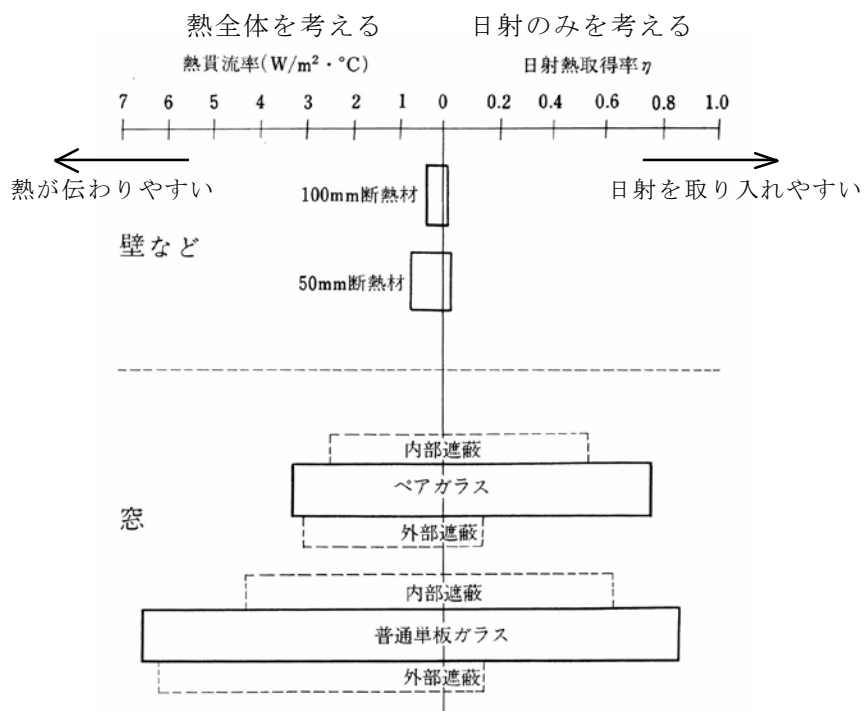 熱全体を考える 日射のみを考える
熱貫流率(W/m²・°C) 日射熱取得率η
7 6 5 4 3 2 1 0 0.2 0.4 0.6 0.8 1.0
熱が伝わりやすい 日射を取り入れやすい
100mm断熱材
壁など
50mm断熱材
内部遮蔽
ペアガラス
窓
外部遮蔽
内部遮蔽
普通単板ガラス
外部遮蔽